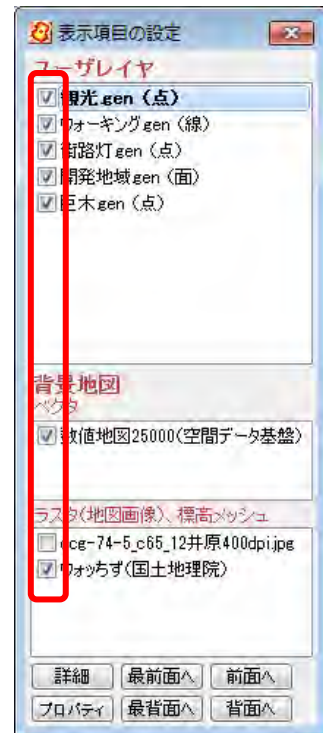 表示項目の設定
ユーザレイヤ
観光.gen（点）
ウォーキングgen（線）
街路灯gen（点）
開発地域gen（面）
巨木gen（点）
背景地図
ベクタ
数値地図25000(空間データ基盤)
ラスタ(地図画像)、標高メッシュ
ccg-74-5_c65_12井原400dpi.jpg
ウォッちず(国土地理院)
詳細 最前面へ 前面へ
プロパティ 最背面へ 背面へ